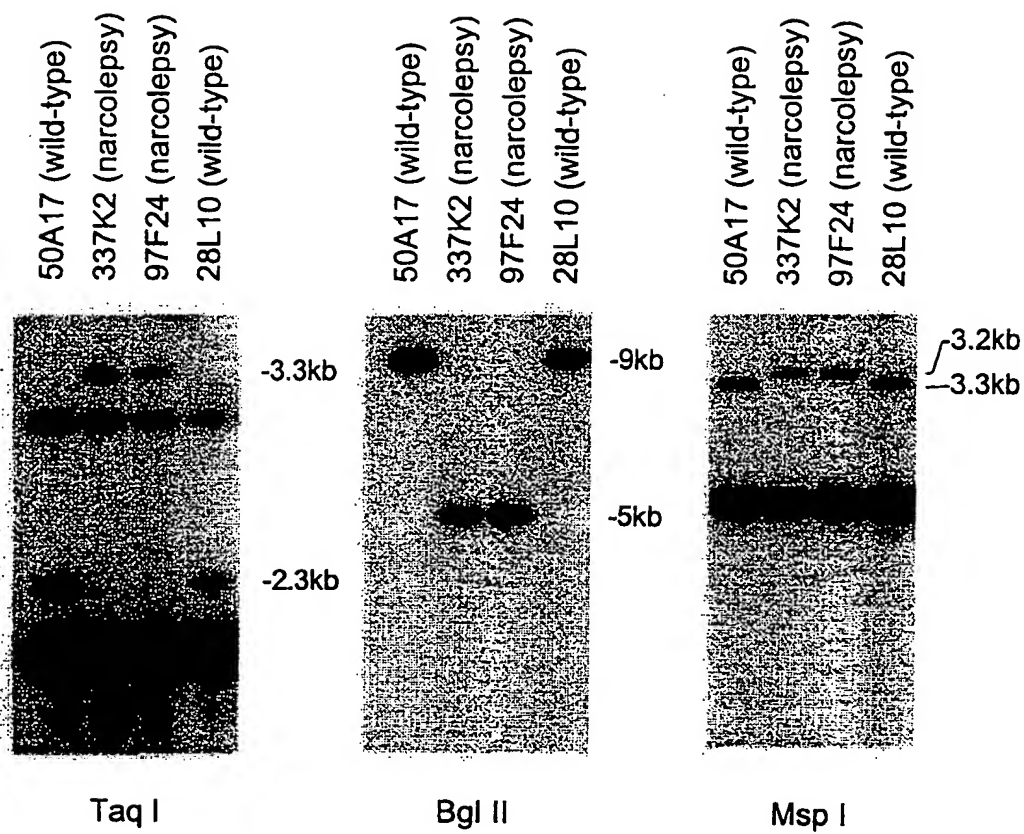 50A17 (wild-type)
337K2 (narcolepsy)
97F24 (narcolepsy)
28L10 (wild-type)
50A17 (wild-type)
337K2 (narcolepsy)
97F24 (narcolepsy)
28L10 (wild-type)
50A17 (wild-type)
337K2 (narcolepsy)
97F24 (narcolepsy)
28L10 (wild-type)
-3.3kb
-2.3kb
-9kb
-5kb
3.2kb
3.3kb
Taq I
Bgl II
Msp I